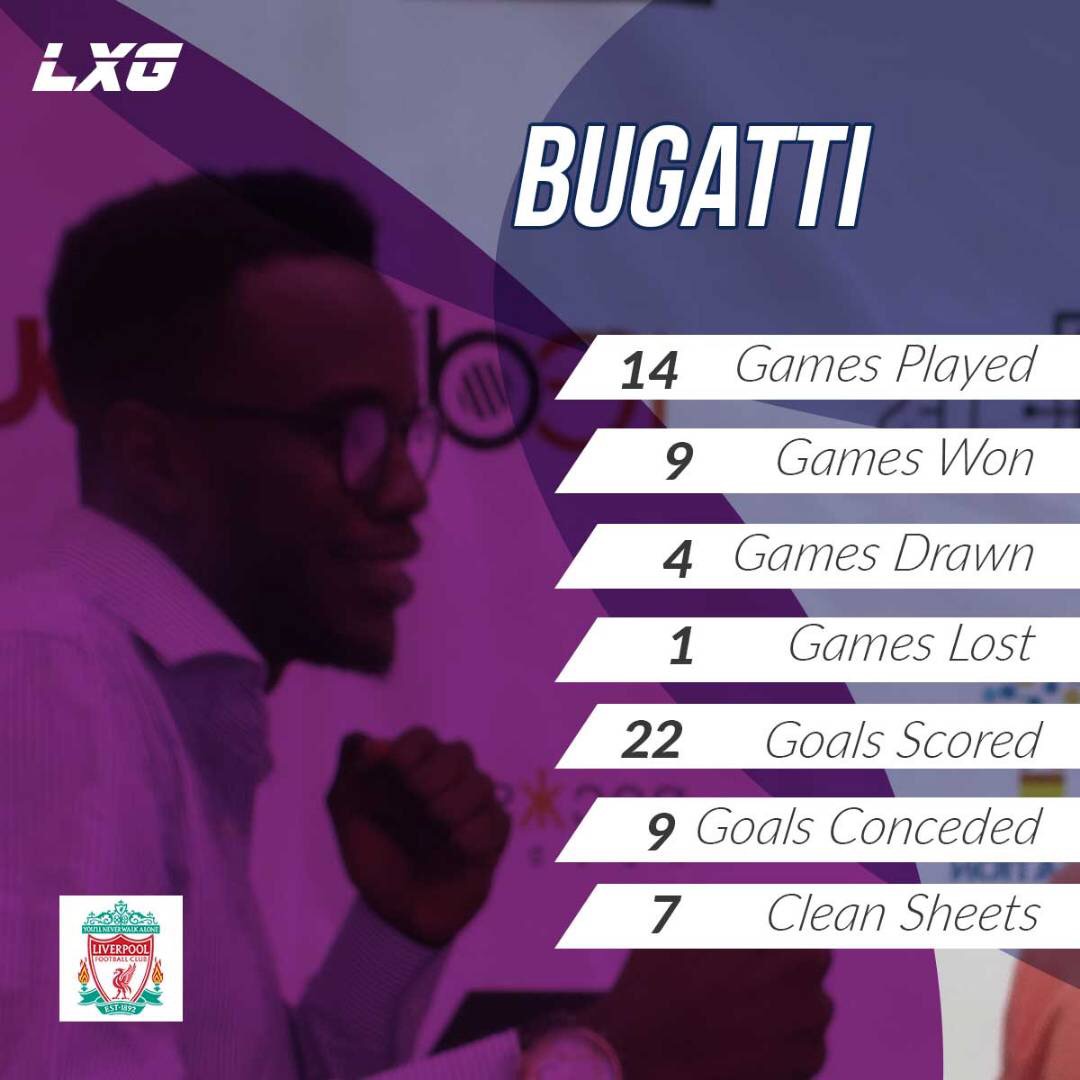 LXG
BUGATTI
14 Games Played
9 Games Won
4 Games Drawn
1 Games Lost
22 Goals Scored
9 Goals Conceded
7 Clean Sheets
YOU'LL NEVER WALK ALONE
LIVERPOOL
FOOTBALL CLUB
EST·1892